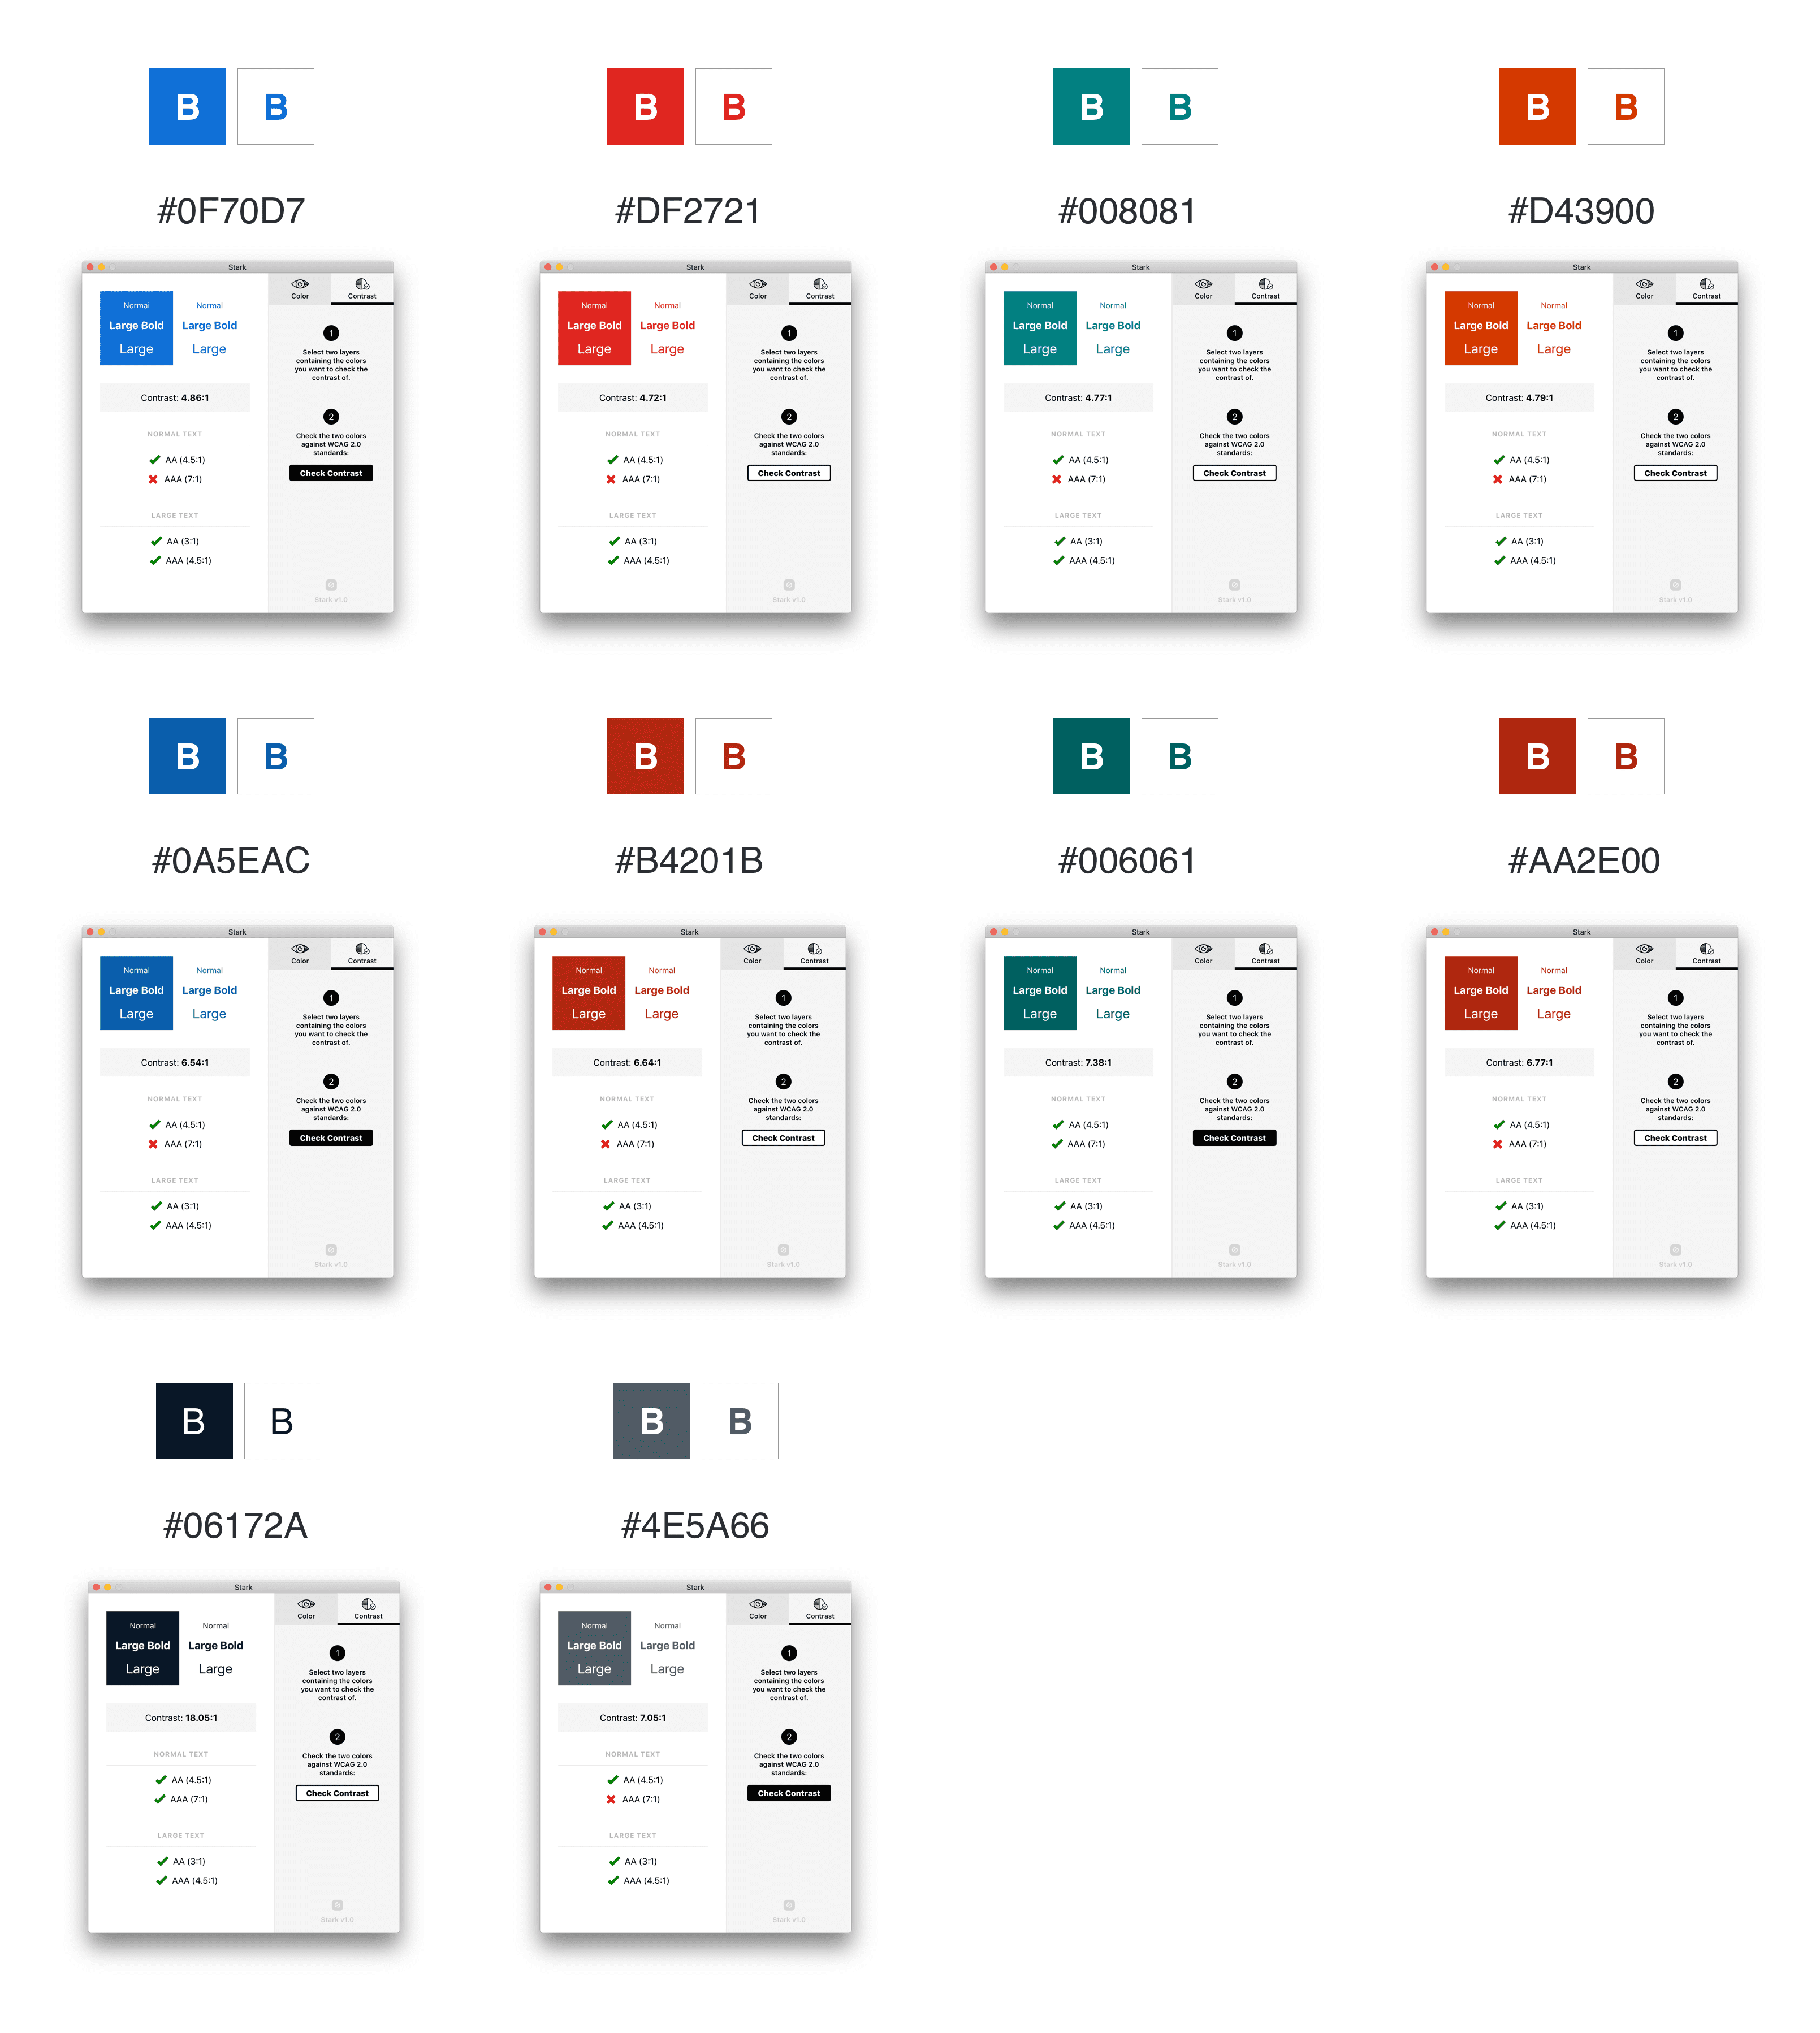 B B B B B B B B
#0F70D7 #DF2721 #008081 #D43900
Stark
Normal Normal
Large Bold Large Bold
Large Large
Contrast: 4.86:1
NORMAL TEXT
AA (4.5:1)
AAA (7:1)
LARGE TEXT
AA (3:1)
AAA (4.5:1)
Color Contrast
1
Select two layers
containing the colors
you want to check the
contrast of.
2
Check the two colors
against WCAG 2.0
standards:
Check Contrast
Stark v1.0
Stark
Normal Normal
Large Bold Large Bold
Large Large
Contrast: 4.72:1
NORMAL TEXT
AA (4.5:1)
AAA (7:1)
LARGE TEXT
AA (3:1)
AAA (4.5:1)
Color Contrast
1
Select two layers
containing the colors
you want to check the
contrast of.
2
Check the two colors
against WCAG 2.0
standards:
Check Contrast
Stark v1.0
Stark
Normal Normal
Large Bold Large Bold
Large Large
Contrast: 4.77:1
NORMAL TEXT
AA (4.5:1)
AAA (7:1)
LARGE TEXT
AA (3:1)
AAA (4.5:1)
Color Contrast
1
Select two layers
containing the colors
you want to check the
contrast of.
2
Check the two colors
against WCAG 2.0
standards:
Check Contrast
Stark v1.0
Stark
Normal Normal
Large Bold Large Bold
Large Large
Contrast: 4.79:1
NORMAL TEXT
AA (4.5:1)
AAA (7:1)
LARGE TEXT
AA (3:1)
AAA (4.5:1)
Color Contrast
1
Select two layers
containing the colors
you want to check the
contrast of.
2
Check the two colors
against WCAG 2.0
standards:
Check Contrast
Stark v1.0
B B B B B B B B
#0A5EAC #B4201B #006061 #AA2E00
Stark
Normal Normal
Large Bold Large Bold
Large Large
Contrast: 6.54:1
NORMAL TEXT
AA (4.5:1)
AAA (7:1)
LARGE TEXT
AA (3:1)
AAA (4.5:1)
Color Contrast
1
Select two layers
containing the colors
you want to check the
contrast of.
2
Check the two colors
against WCAG 2.0
standards:
Check Contrast
Stark v1.0
Stark
Normal Normal
Large Bold Large Bold
Large Large
Contrast: 6.64:1
NORMAL TEXT
AA (4.5:1)
AAA (7:1)
LARGE TEXT
AA (3:1)
AAA (4.5:1)
Color Contrast
1
Select two layers
containing the colors
you want to check the
contrast of.
2
Check the two colors
against WCAG 2.0
standards:
Check Contrast
Stark v1.0
Stark
Normal Normal
Large Bold Large Bold
Large Large
Contrast: 7.38:1
NORMAL TEXT
AA (4.5:1)
AAA (7:1)
LARGE TEXT
AA (3:1)
AAA (4.5:1)
Color Contrast
1
Select two layers
containing the colors
you want to check the
contrast of.
2
Check the two colors
against WCAG 2.0
standards:
Check Contrast
Stark v1.0
Stark
Normal Normal
Large Bold Large Bold
Large Large
Contrast: 6.77:1
NORMAL TEXT
AA (4.5:1)
AAA (7:1)
LARGE TEXT
AA (3:1)
AAA (4.5:1)
Color Contrast
1
Select two layers
containing the colors
you want to check the
contrast of.
2
Check the two colors
against WCAG 2.0
standards:
Check Contrast
Stark v1.0
B B B B
#06172A #4E5A66
Stark
Normal Normal
Large Bold Large Bold
Large Large
Contrast: 18.05:1
NORMAL TEXT
AA (4.5:1)
AAA (7:1)
LARGE TEXT
AA (3:1)
AAA (4.5:1)
Color Contrast
1
Select two layers
containing the colors
you want to check the
contrast of.
2
Check the two colors
against WCAG 2.0
standards:
Check Contrast
Stark v1.0
Stark
Normal Normal
Large Bold Large Bold
Large Large
Contrast: 7.05:1
NORMAL TEXT
AA (4.5:1)
AAA (7:1)
LARGE TEXT
AA (3:1)
AAA (4.5:1)
Color Contrast
1
Select two layers
containing the colors
you want to check the
contrast of.
2
Check the two colors
against WCAG 2.0
standards:
Check Contrast
Stark v1.0